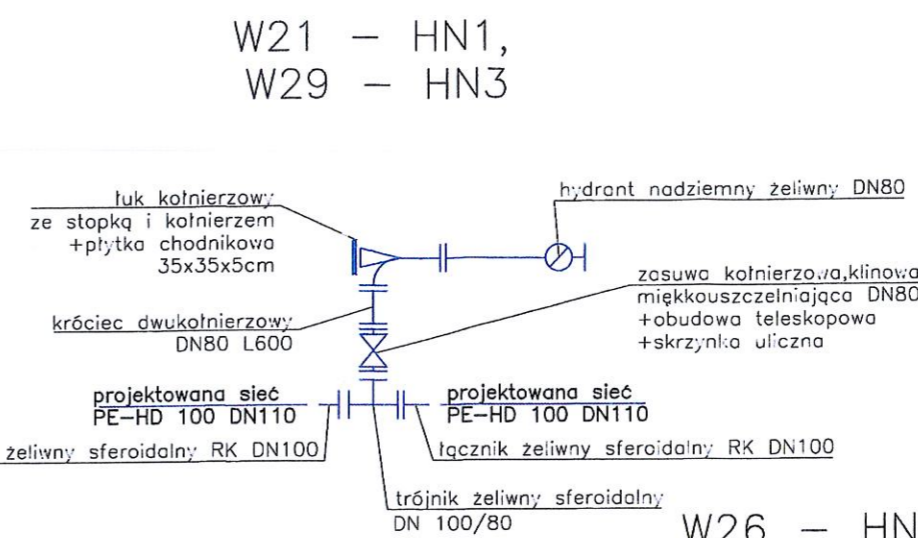 W21 – HN1,
W29 – HN3
łuk kołnierzowy
ze stopką i kołnierzem
+płytka chodnikowa
35x35x5cm
hydrant nadziemny żeliwny DN80
zasuwa kołnierzowa,klinowa
miękkouszczelniająca DN80
+obudowa teleskopowa
+skrzynka uliczna
króciec dwukołnierzowy
DN80 L600
projektowana sieć
PE–HD 100 DN110
projektowana sieć
PE–HD 100 DN110
żeliwny sferoidalny RK DN100
łącznik żeliwny sferoidalny RK DN100
trójnik żeliwny sferoidalny
DN 100/80
W26 – HN